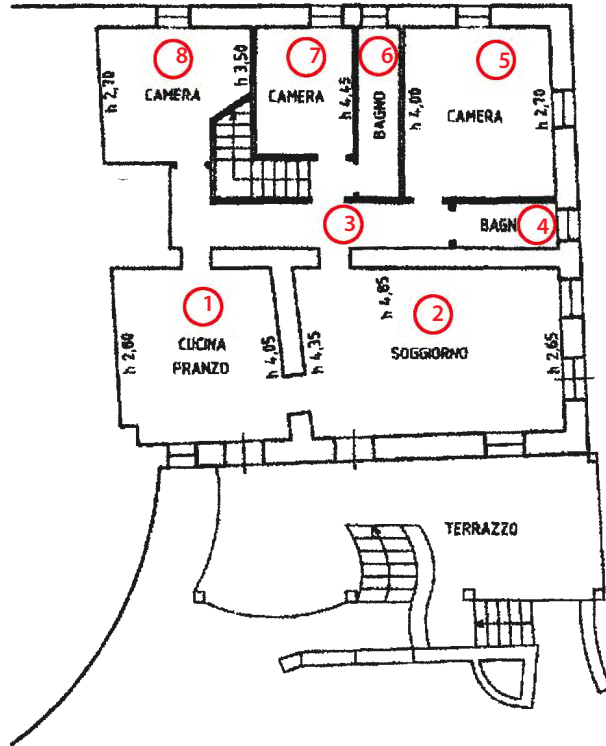 8
7
6
5
CAMERA
h 2,70
h 3,50
CAMERA
h 4,45
BAGNO
h 4,00
CAMERA
h 2,70
3
BAGN
4
1
CUCINA
PRANZO
h 2,60
h 4,05
h 4,35
h 4,85
2
SOGGIORNO
h 2,65
TERRAZZO